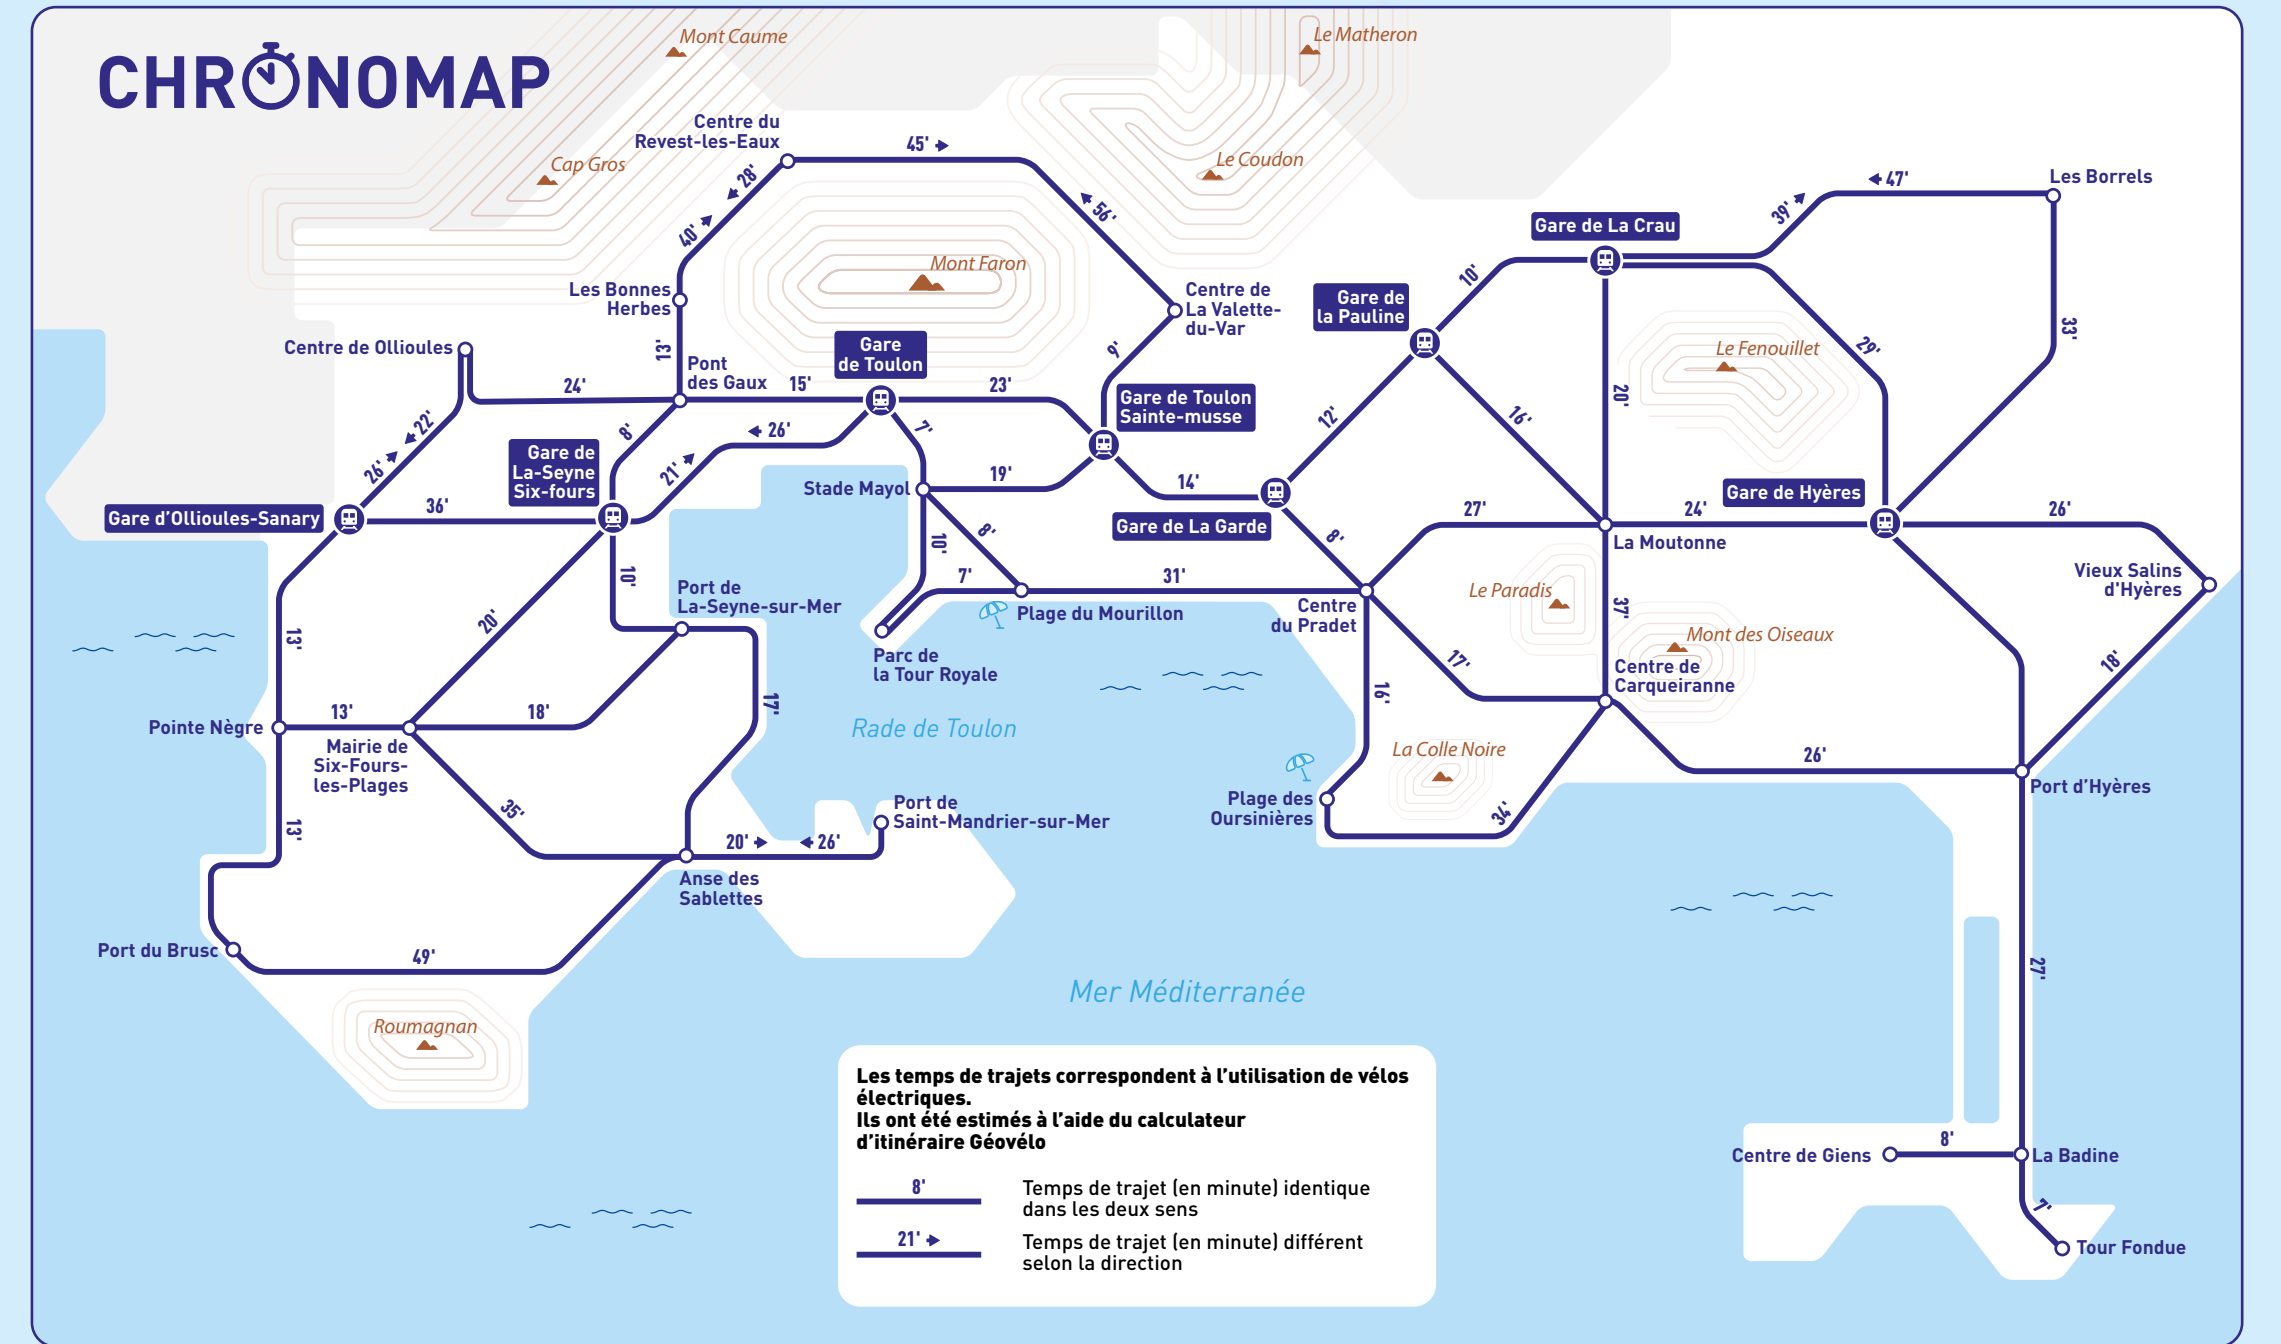 CHRONOMAP
Mont Caume
Le Matheron
Cap Gros
Le Coudon
Centre du
Revest-les-Eaux
45'
28'
40'
56'
Mont Faron
Les Bonnes
Herbes
13'
Centre de
La Valette-
du-Var
9'
Gare de
la Pauline
10'
Gare de La Crau
39'
47'
Les Borrels
33'
29'
Le Fenouillet
20'
Centre de Ollioules
24'
22'
26'
Pont
des Gaux
15'
Gare
de Toulon
23'
Gare de Toulon
Sainte-musse
12'
16'
8'
26'
21'
7'
Gare de
La-Seyne
Six-fours
Gare d'Ollioules-Sanary
36'
Stade Mayol
19'
14'
Gare de La Garde
27'
24'
Gare de Hyères
26'
La Moutonne
8'
10'
8'
Vieux Salins
d'Hyères
10'
7'
31'
Port de
La-Seyne-sur-Mer
Plage du Mourillon
Centre
du Pradet
Le Paradis
37'
Mont des Oiseaux
20'
13'
Parc de
la Tour Royale
17'
16'
Centre de
Carqueiranne
18'
Pointe Nègre
13'
18'
17'
Mairie de
Six-Fours-
les-Plages
Rade de Toulon
La Colle Noire
26'
Port d'Hyères
Plage des
Oursinières
34'
13'
35'
Port de
Saint-Mandrier-sur-Mer
20'
26'
Anse des
Sablettes
Port du Brusc
49'
27'
Mer Méditerranée
Roumagnan
Les temps de trajets correspondent à l'utilisation de vélos
électriques.
Ils ont été estimés à l'aide du calculateur
d'itinéraire Géovélo
8'
Temps de trajet (en minute) identique
dans les deux sens
21'
Temps de trajet (en minute) différent
selon la direction
Centre de Giens
8'
La Badine
7'
Tour Fondue